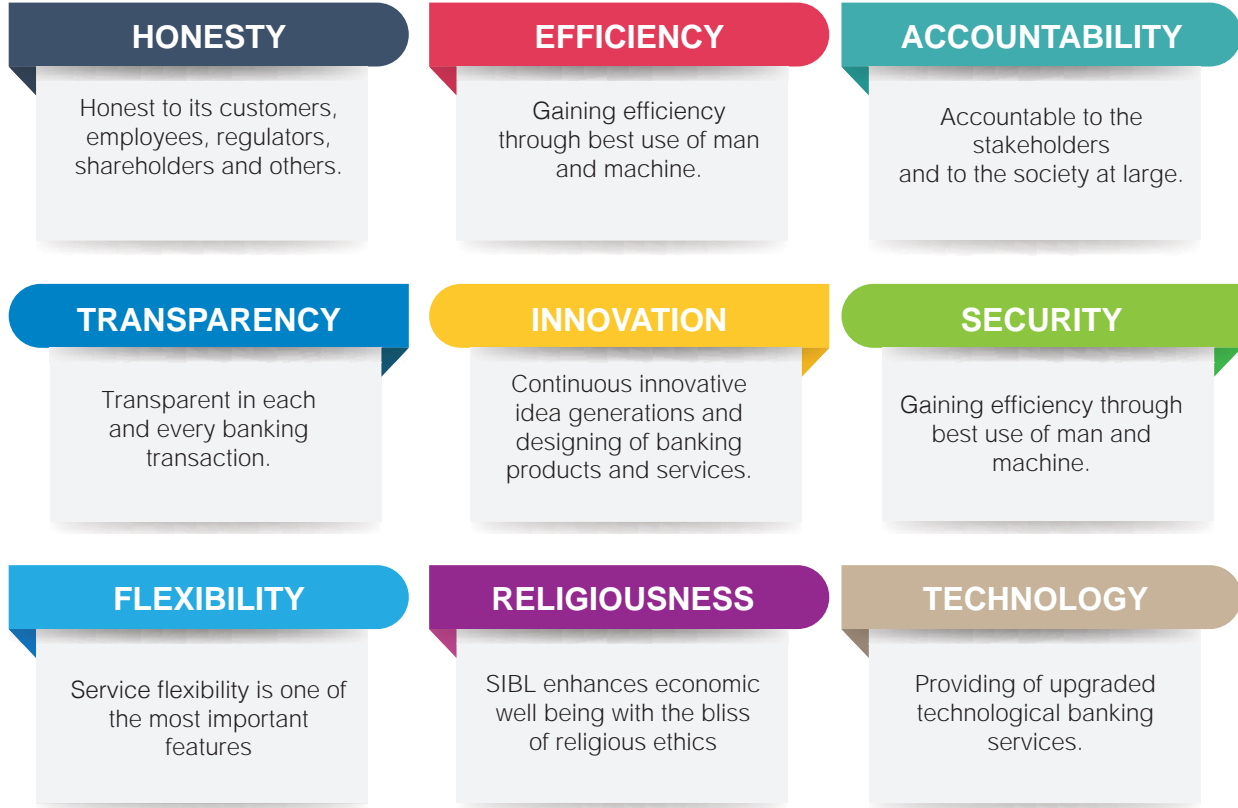 HONESTY
Honest to its customers,
employees, regulators,
shareholders and others.
EFFICIENCY
Gaining efficiency
through best use of man
and machine.
ACCOUNTABILITY
Accountable to the
stakeholders
and to the society at large.
TRANSPARENCY
Transparent in each
and every banking
transaction.
INNOVATION
Continuous innovative
idea generations and
designing of banking
products and services.
SECURITY
Gaining efficiency through
best use of man and
machine.
FLEXIBILITY
Service flexibility is one of
the most important
features
RELIGIOUSNESS
SIBL enhances economic
well being with the bliss
of religious ethics
TECHNOLOGY
Providing of upgraded
technological banking
services.